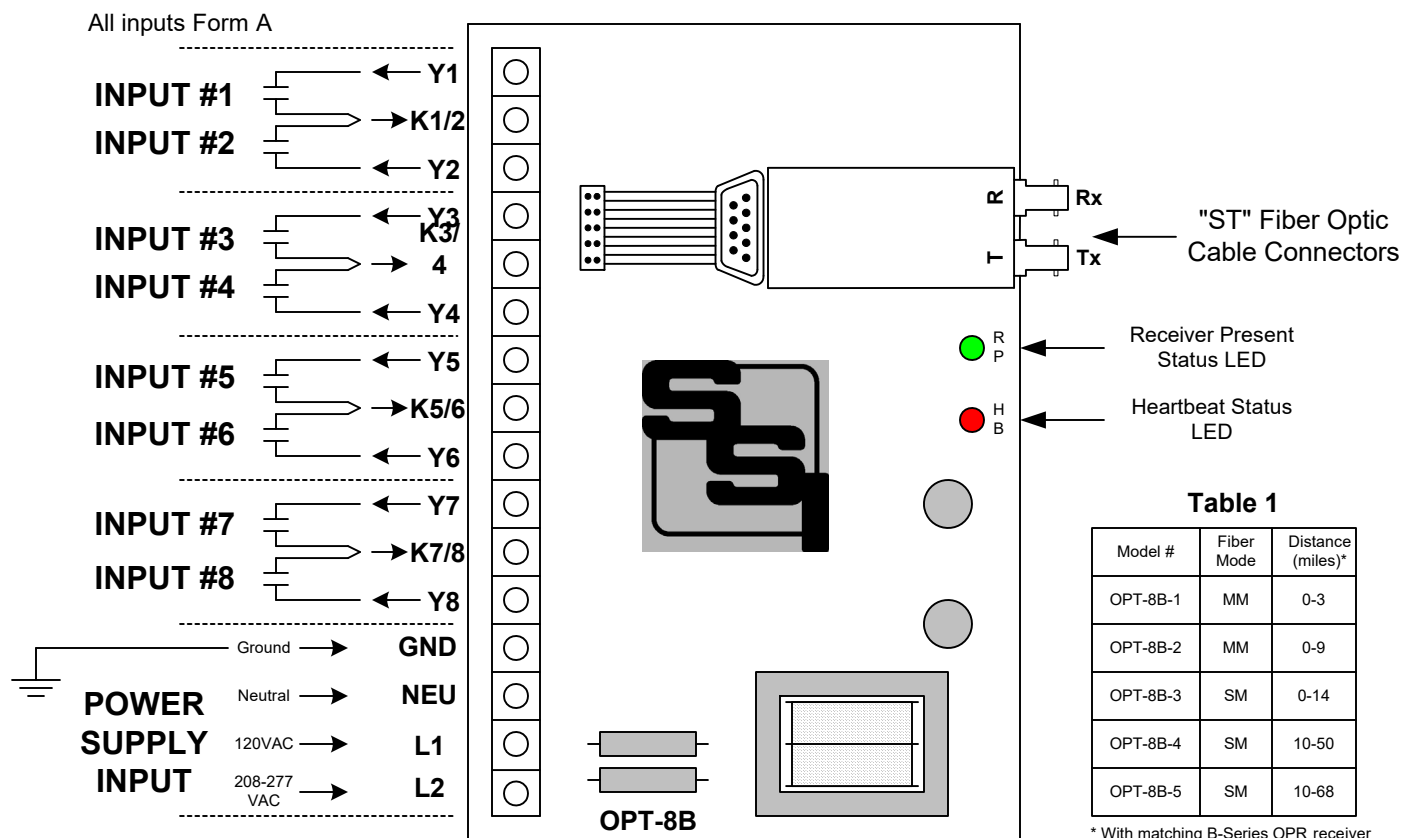 All inputs Form A
INPUT #1
INPUT #2
Y1
K1/2
Y2
INPUT #3
INPUT #4
Y3
K3/
4
Y4
INPUT #5
INPUT #6
Y5
K5/6
Y6
INPUT #7
INPUT #8
Y7
K7/8
Y8
Ground
GND
POWER
SUPPLY
INPUT
Neutral
NEU
120VAC
L1
208-277
VAC
L2
R
T
Rx
Tx
"ST" Fiber Optic
Cable Connectors
R
P
Receiver Present
Status LED
H
B
Heartbeat Status
LED
SSI
OPT-8B
Table 1
Model # Fiber Mode Distance (miles)*
OPT-8B-1 MM 0-3
OPT-8B-2 MM 0-9
OPT-8B-3 SM 0-14
OPT-8B-4 SM 10-50
OPT-8B-5 SM 10-68
* With matching B-Series OPR receiver